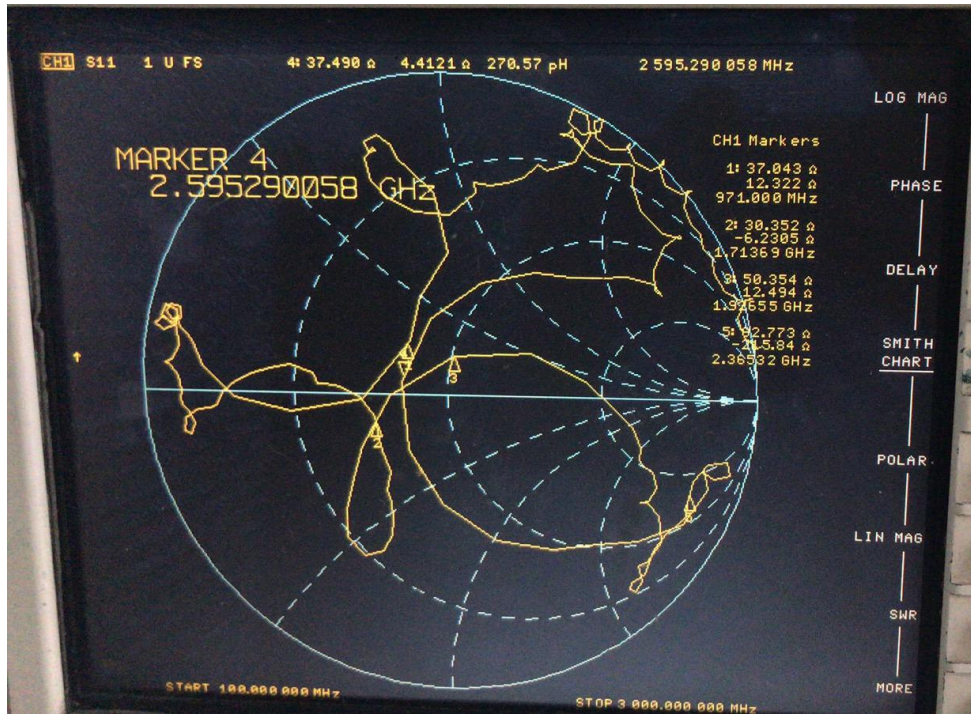 CH1 S11 1 U FS 4: 37.490 Ω 4.4121 Ω 270.57 pH 2 595.290 058 MHz
MARKER 4
2.595290058 GHz
CH1 Markers
1: 37.043 Ω
12.322 Ω
971.000 MHz
2: 30.352 Ω
-6.2305 Ω
1.71369 GHz
3: 50.354 Ω
12.494 Ω
GHz
5:
Ω
2.36532 GHz
LOG MAG
PHASE
DELAY
SMITH
CHART
POLAR
LIN MAG
SWR
MORE
2
3
START 100.000 000 MHz
STOP 3 000.000 000 MHz